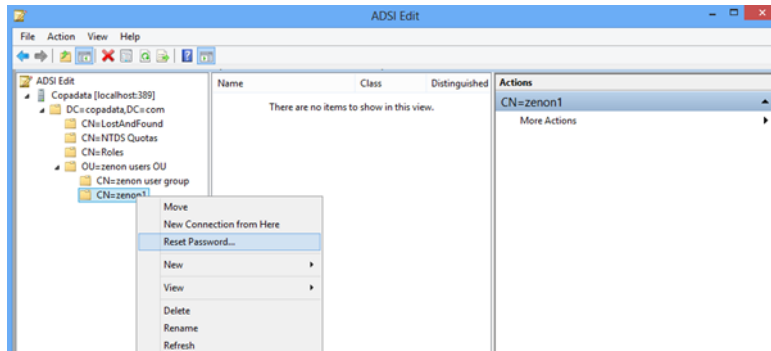 ADSI Edit
File Action View Help
ADSI Edit
Copadata [localhost:389]
DC=copadata,DC=com
CN=LostAndFound
CN=NTDS Quotas
CN=Roles
OU=zenon users OU
CN=zenon user group
CN=zenon1
Name Class Distinguished
There are no items to show in this view.
Actions
CN=zenon1
More Actions
Move
New Connection from Here
Reset Password...
New
View
Delete
Rename
Refresh